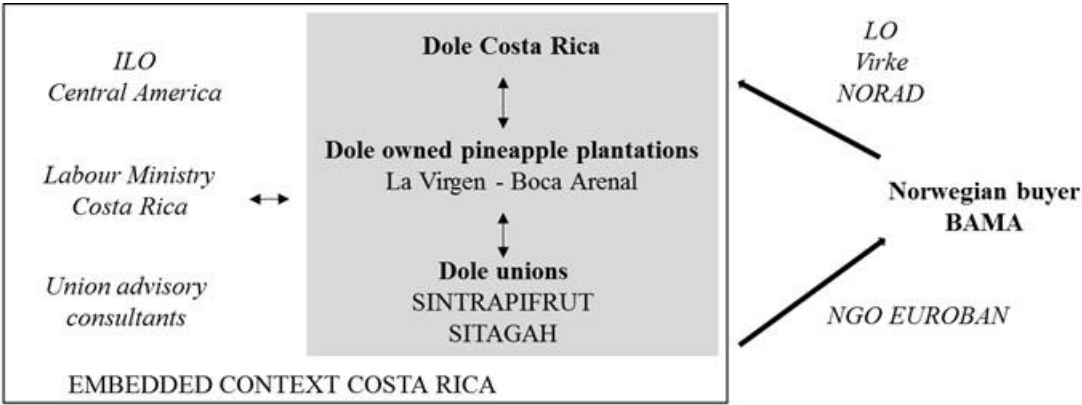 ILO
Central America
Labour Ministry
Costa Rica
Union advisory
consultants
Dole Costa Rica
Dole owned pineapple plantations
La Virgen - Boca Arenal
Dole unions
SINTRAPIFRUT
SITAGAH
EMBEDDED CONTEXT COSTA RICA
LO
Virke
NORAD
Norwegian buyer
BAMA
NGO EUROBAN